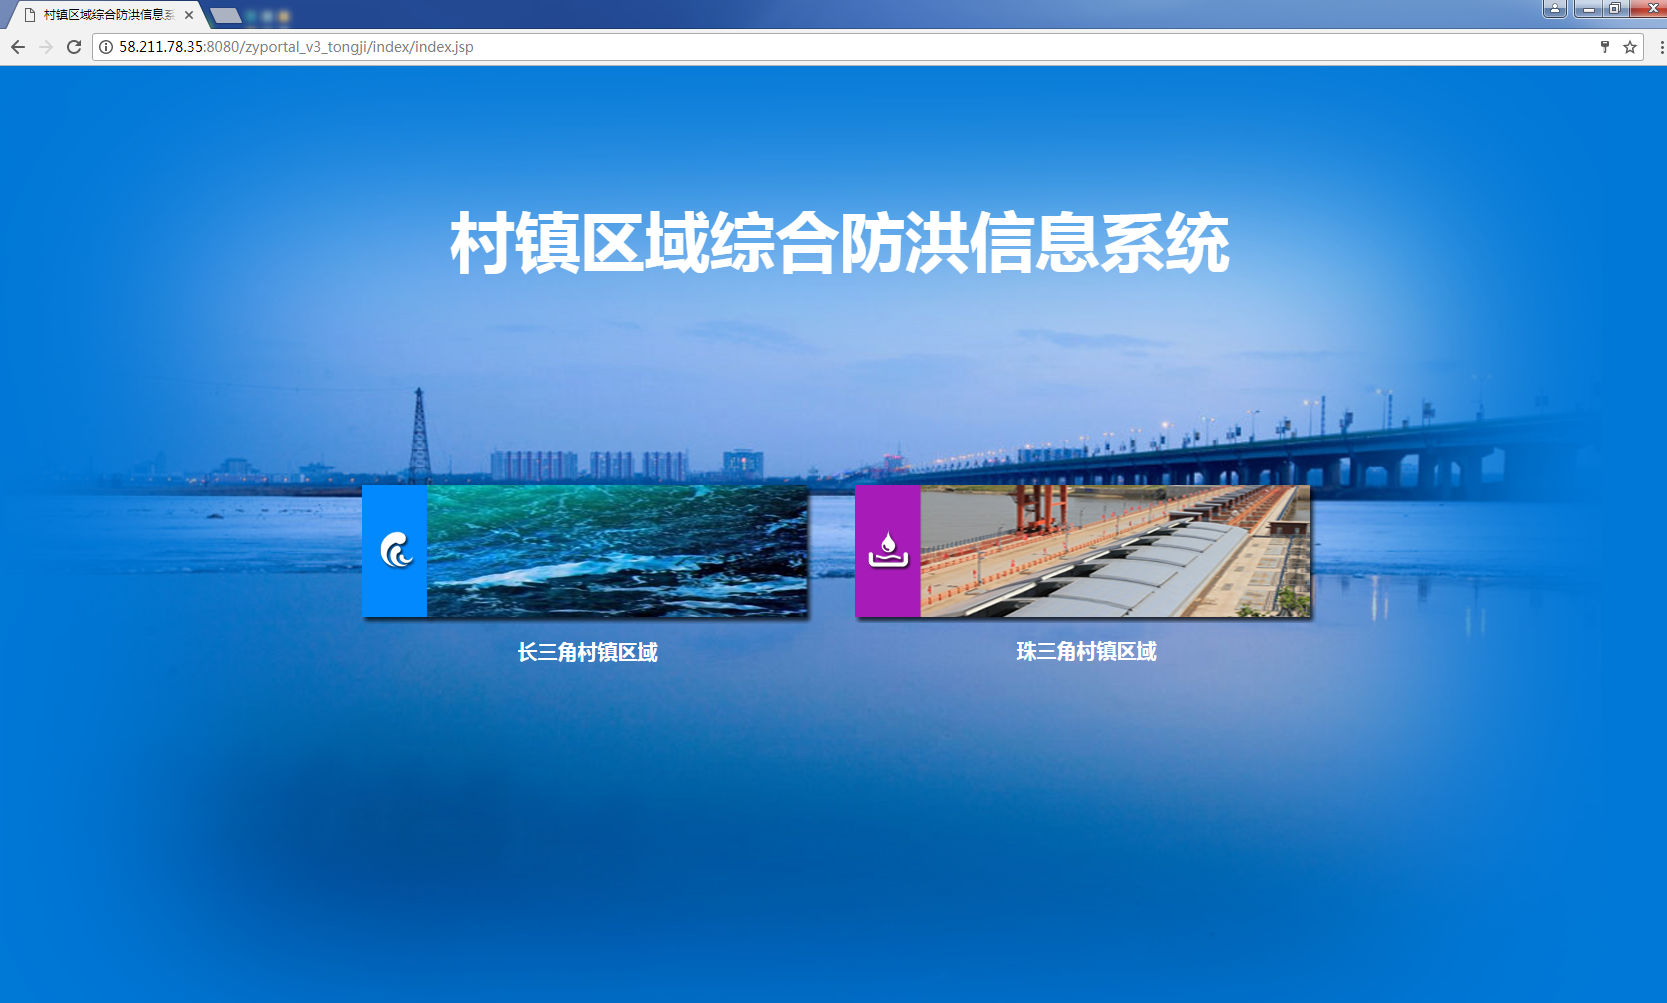 村镇区域综合防洪信息系
58.211.78.35:8080/zyportal_v3_tongji/index/index.jsp
村镇区域综合防洪信息系统
长三角村镇区域
珠三角村镇区域